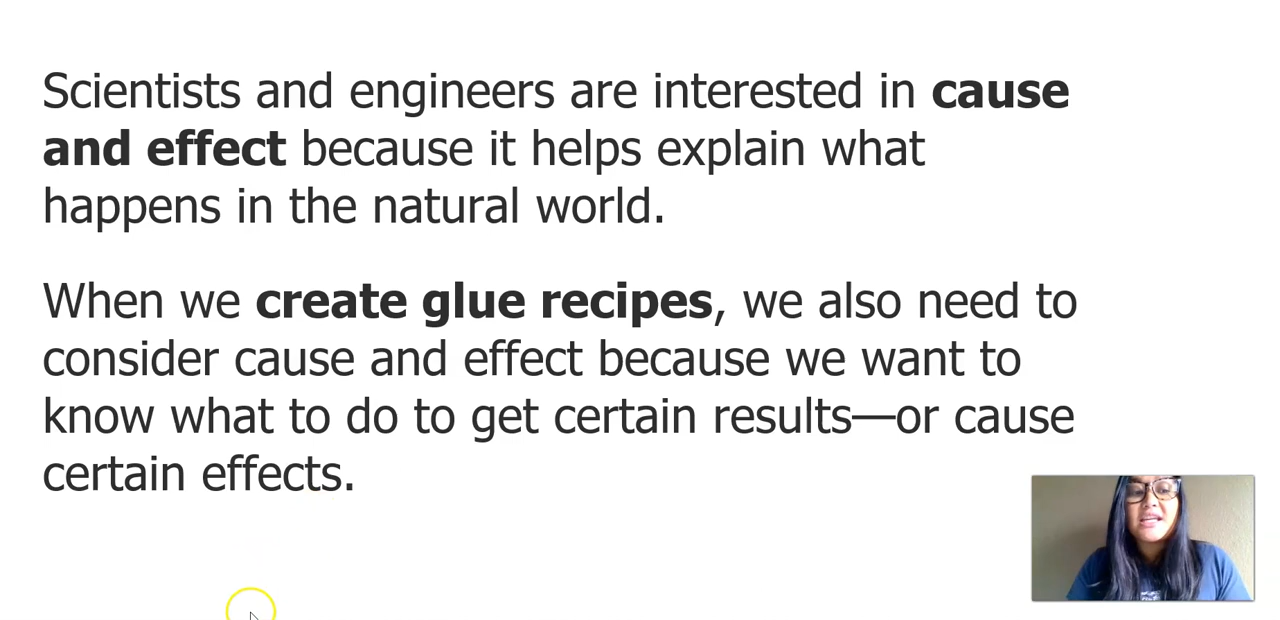 Scientists and engineers are interested in cause
and effect because it helps explain what
happens in the natural world.
When we create glue recipes, we also need to
consider cause and effect because we want to
know what to do to get certain results—or cause
certain effects.